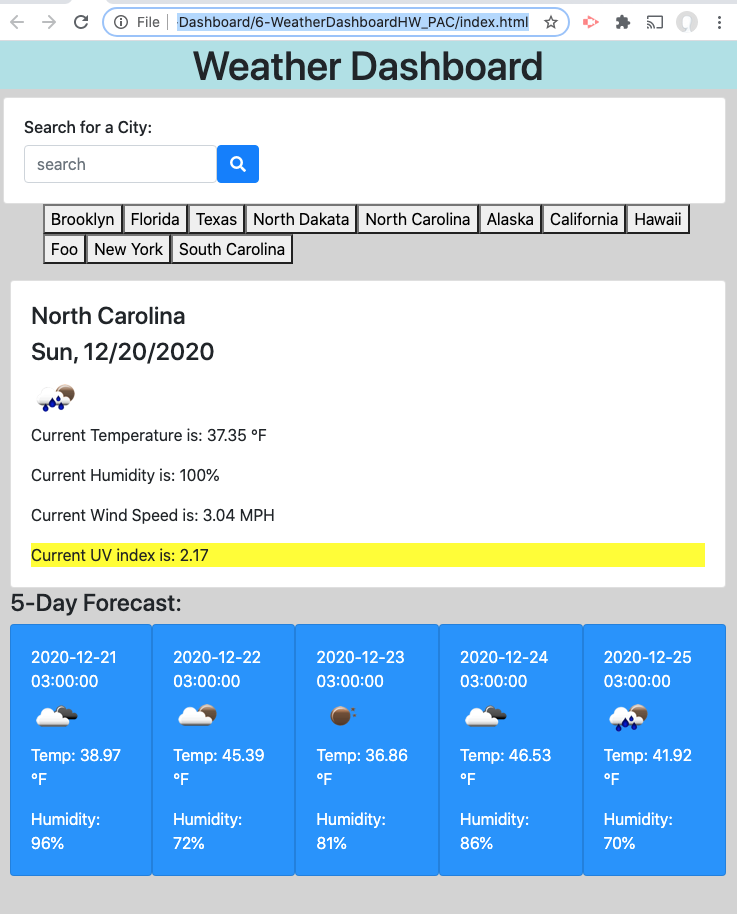 File Dashboard/6-WeatherDashboardHW_PAC/index.html
Weather Dashboard
Search for a City:
search
Brooklyn Florida Texas North Dakata North Carolina Alaska California Hawaii
Foo New York South Carolina
North Carolina
Sun, 12/20/2020
Current Temperature is: 37.35 °F
Current Humidity is: 100%
Current Wind Speed is: 3.04 MPH
Current UV index is: 2.17
5-Day Forecast:
2020-12-21
03:00:00
Temp: 38.97
°F
Humidity:
96%
2020-12-22
03:00:00
Temp: 45.39
°F
Humidity:
72%
2020-12-23
03:00:00
Temp: 36.86
°F
Humidity:
81%
2020-12-24
03:00:00
Temp: 46.53
°F
Humidity:
86%
2020-12-25
03:00:00
Temp: 41.92
°F
Humidity:
70%